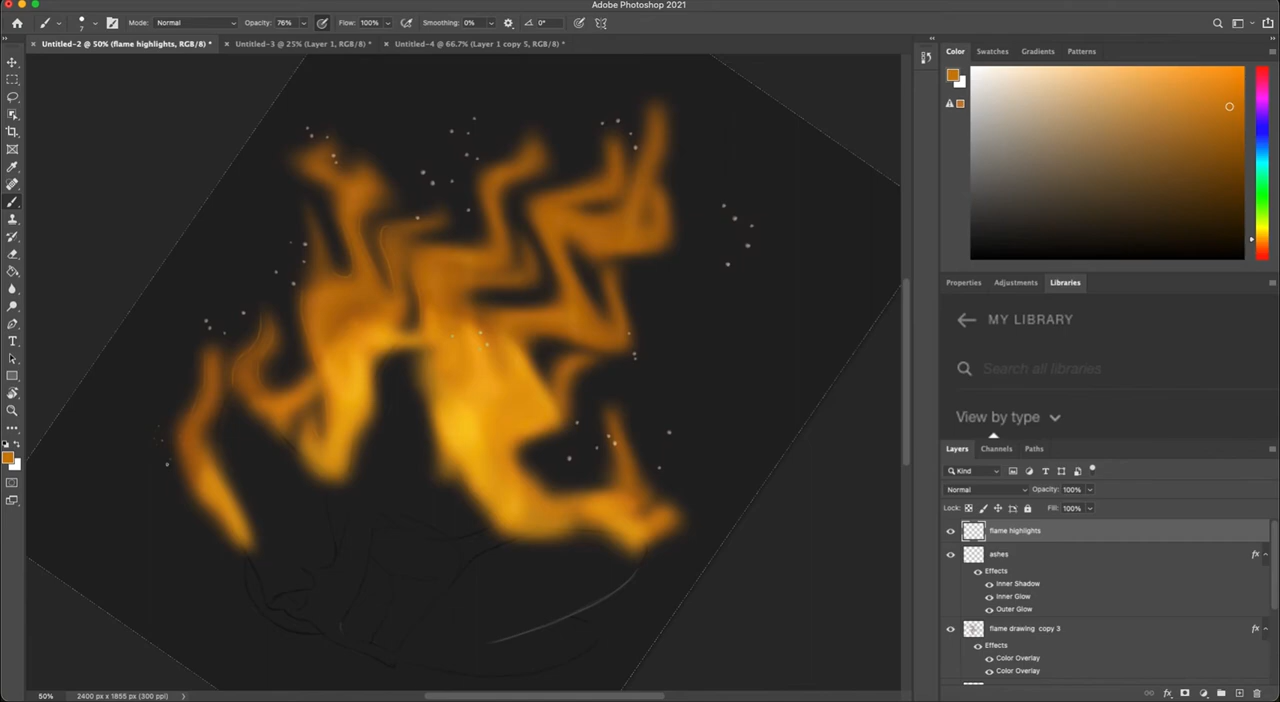 Adobe Photoshop 2021
7 Mode: Normal Opacity: 76% Flow: 100% Smoothing: 0% 0°
× Untitled-2 @ 50% (flame highlights, RGB/8) * × Untitled-3 @ 25% (Layer 1, RGB/8) * × Untitled-4 @ 66.7% (Layer 1 copy 5, RGB/8) *
Color Swatches Gradients Patterns
Properties Adjustments Libraries
MY LIBRARY
Search all libraries
View by type
Layers Channels Paths
Kind
Normal Opacity: 100%
Lock: Fill: 100%
flame highlights
ashes fx
Effects
Inner Shadow
Inner Glow
Outer Glow
flame drawing copy 3 fx
Effects
Color Overlay
Color Overlay
50% 2400 px x 1855 px (300 ppi)
fx